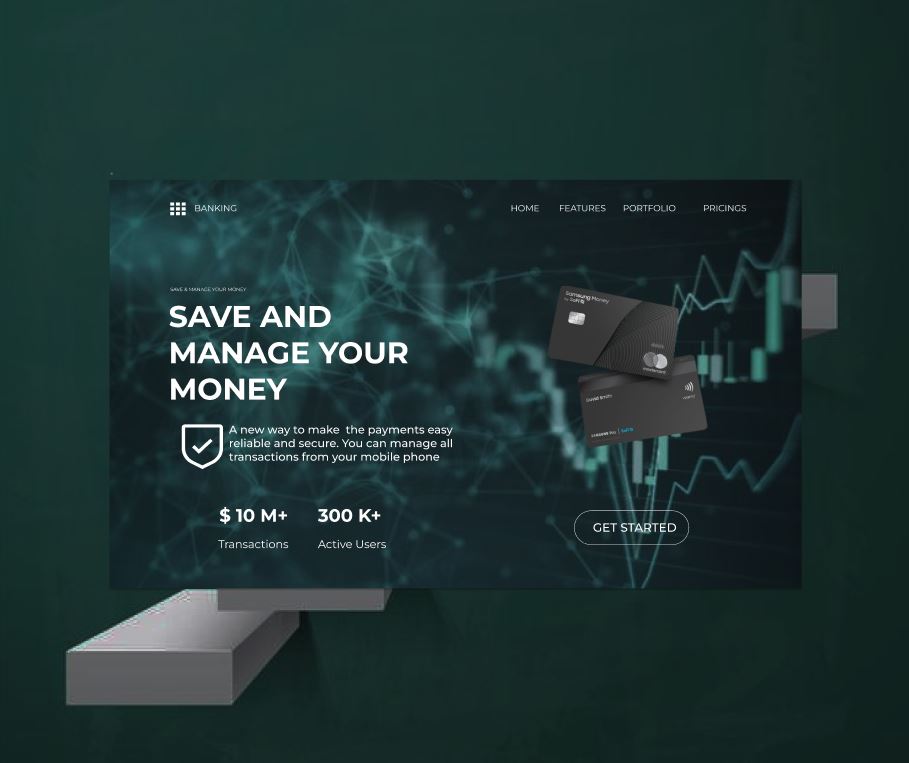 BANKING
HOME FEATURES PORTFOLIO PRICINGS
SAVE & MANAGE YOUR MONEY
SAVE AND
MANAGE YOUR
MONEY
A new way to make  the payments easy
reliable and secure. You can manage all
transactions from your mobile phone
$ 10 M+ 300 K+
Transactions Active Users
Samsung Money
by SoFi
mastercard
David Smith
SAMSUNG Pay | SoFi
GET STARTED